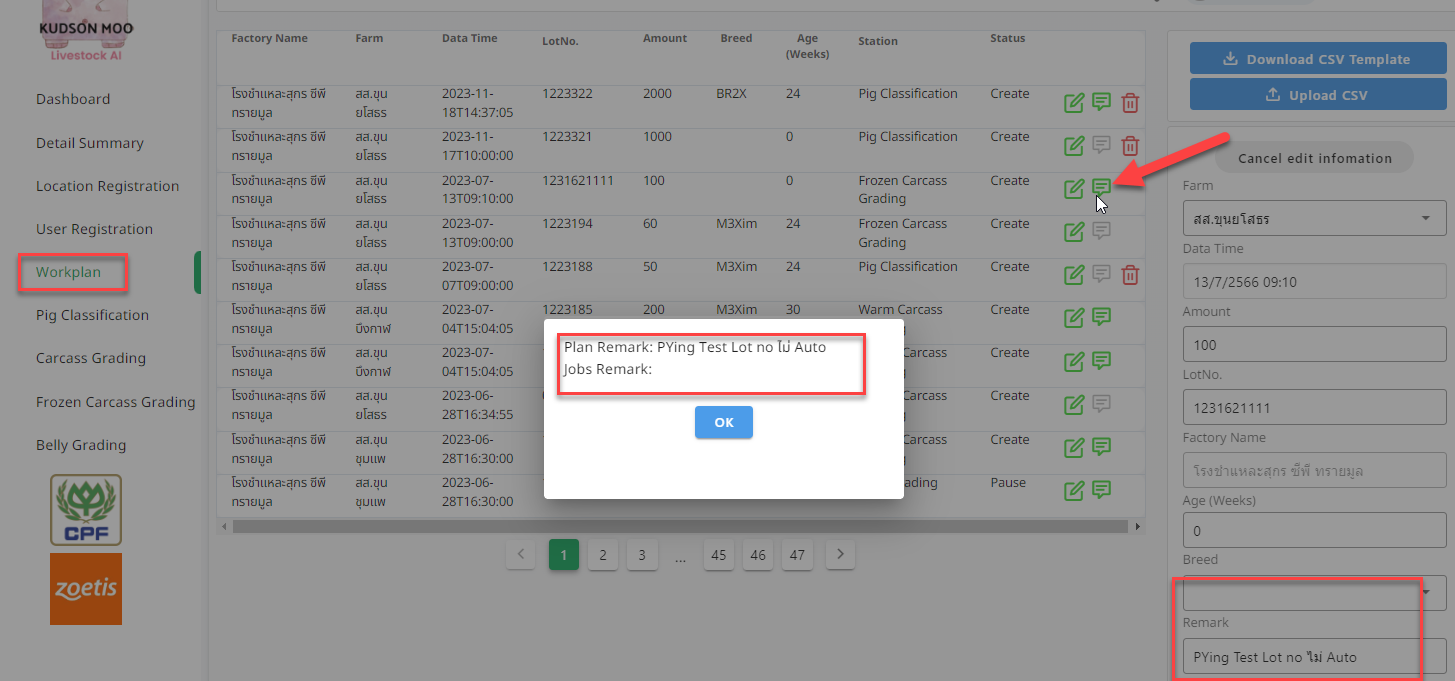 KUDSON MOO
Livestock AI
Dashboard
Detail Summary
Location Registration
User Registration
Workplan
Pig Classification
Carcass Grading
Frozen Carcass Grading
Belly Grading
CPF
zoetis
Factory Name Farm Data Time LotNo. Amount Breed Age (Weeks) Station Status
โรงชำแหละสุกร ซีพี ทรายมูล สส.ขุน ยโสธร 2023-11-18T14:37:05 1223322 2000 BR2X 24 Pig Classification Create
โรงชำแหละสุกร ซีพี ทรายมูล สส.ขุน ยโสธร 2023-11-17T10:00:00 1223321 1000 0 Pig Classification Create
โรงชำแหละสุกร ซีพี ทรายมูล สส.ขุน ยโสธร 2023-07-13T09:10:00 1231621111 100 0 Frozen Carcass Grading Create
โรงชำแหละสุกร ซีพี ทรายมูล สส.ขุน ยโสธร 2023-07-13T09:00:00 1223194 60 M3Xim 24 Frozen Carcass Grading Create
โรงชำแหละสุกร ซีพี ทรายมูล สส.ขุน ยโสธร 2023-07-07T09:00:00 1223188 50 M3Xim 24 Pig Classification Create
โรงชำแหละสุกร ซีพี ทรายมูล สส.ขุน บึงกาฬ 2023-07-04T15:04:05 1223185 200 M3Xim 30 Warm Carcass Create
โรงชำแหละสุกร ซีพี ทรายมูล สส.ขุน บึงกาฬ 2023-07-04T15:04:05 Carcass Create
โรงชำแหละสุกร ซีพี ทรายมูล สส.ขุน ยโสธร 2023-06-28T16:34:55 Carcass Create
โรงชำแหละสุกร ซีพี ทรายมูล สส.ขุน ชุมแพ 2023-06-28T16:30:00 Carcass Create
โรงชำแหละสุกร ซีพี ทรายมูล สส.ขุน ชุมแพ 2023-06-28T16:30:00 ading Pause
Plan Remark: PYing Test Lot no ไม่ Auto
Jobs Remark:
OK
1 2 3 ... 45 46 47
Download CSV Template
Upload CSV
Cancel edit infomation
Farm
สส.ขุนยโสธร
Data Time
13/7/2566 09:10
Amount
100
LotNo.
1231621111
Factory Name
โรงชำแหละสุกร ซีพี ทรายมูล
Age (Weeks)
0
Breed
Remark
PYing Test Lot no ไม่ Auto